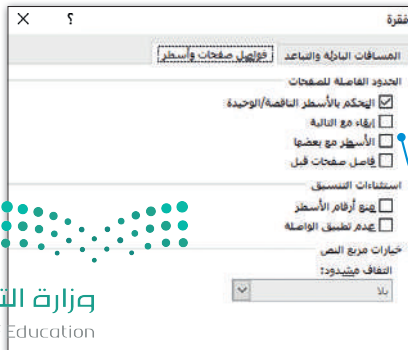 فقرة
؟ ×
المسافات البادئة والتباعد فواصل صفحات وأسطر
الحدود الفاصلة للصفحات
التحكم بالأسطر الناقصة/الوحيدة
إبقاء مع التالية
الأسطر مع بعضها
فاصل صفحات قبل
استثناءات التنسيق
منع أرقام الأسطر
عدم تطبيق الواصلة
خيارات مربع النص
التفاف مشدود:
بلا
وزارة الت
Education